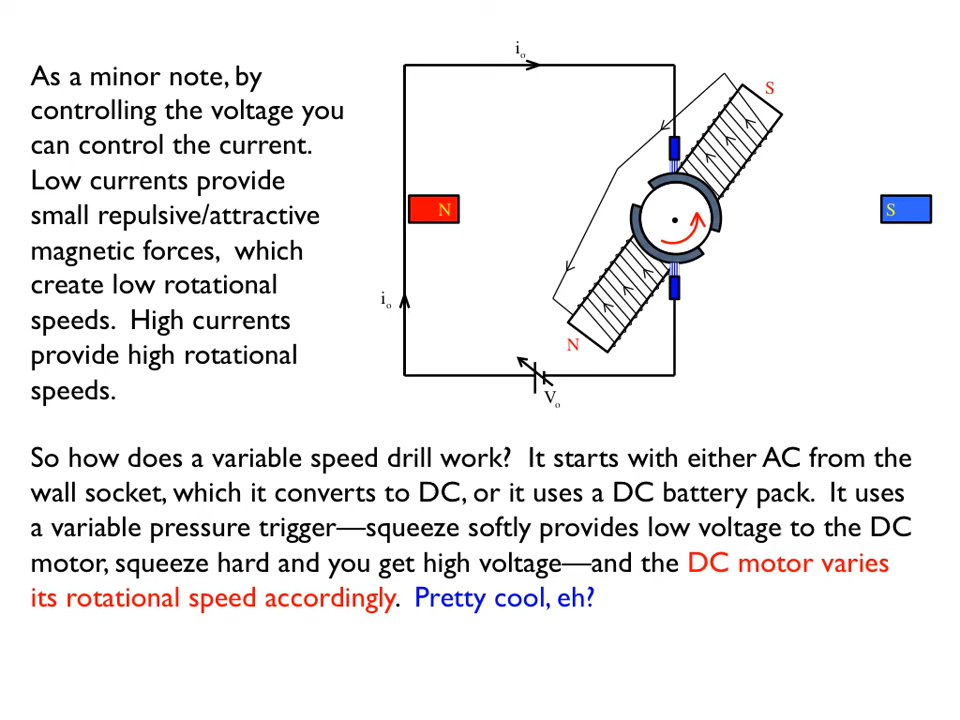 As a minor note, by
controlling the voltage you
can control the current.
Low currents provide
small repulsive/attractive
magnetic forces, which
create low rotational
speeds. High currents
provide high rotational
speeds.
iₒ
S
N
S
iₒ
N
Vₒ
So how does a variable speed drill work? It starts with either AC from the
wall socket, which it converts to DC, or it uses a DC battery pack. It uses
a variable pressure trigger—squeeze softly provides low voltage to the DC
motor, squeeze hard and you get high voltage—and the DC motor varies
its rotational speed accordingly. Pretty cool, eh?